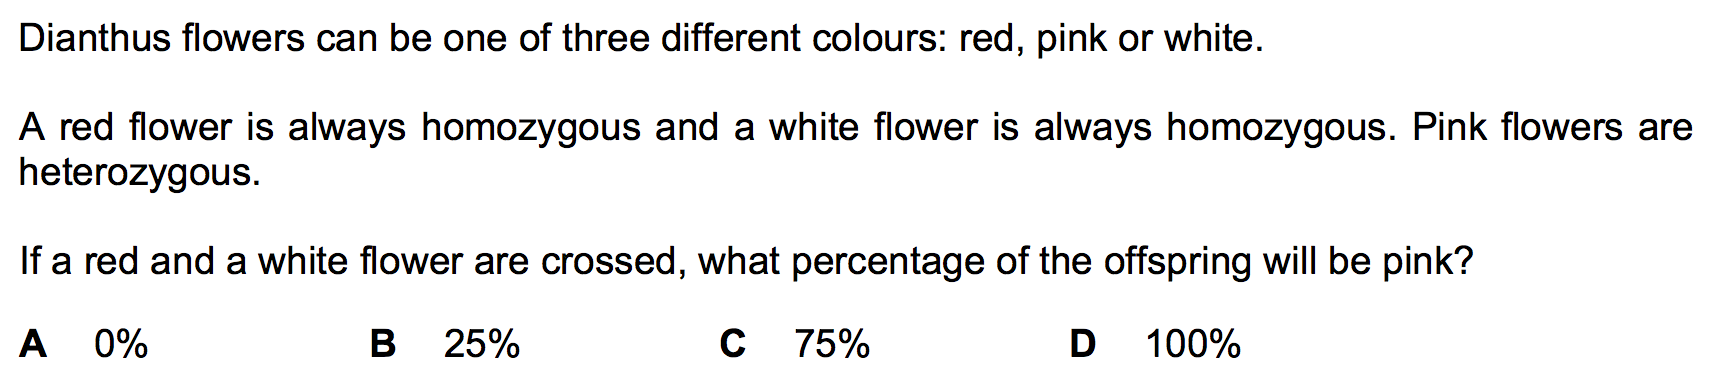 Dianthus flowers can be one of three different colours: red, pink or white.
A red flower is always homozygous and a white flower is always homozygous. Pink flowers are
heterozygous.
If a red and a white flower are crossed, what percentage of the offspring will be pink?
A 0% B 25% C 75% D 100%